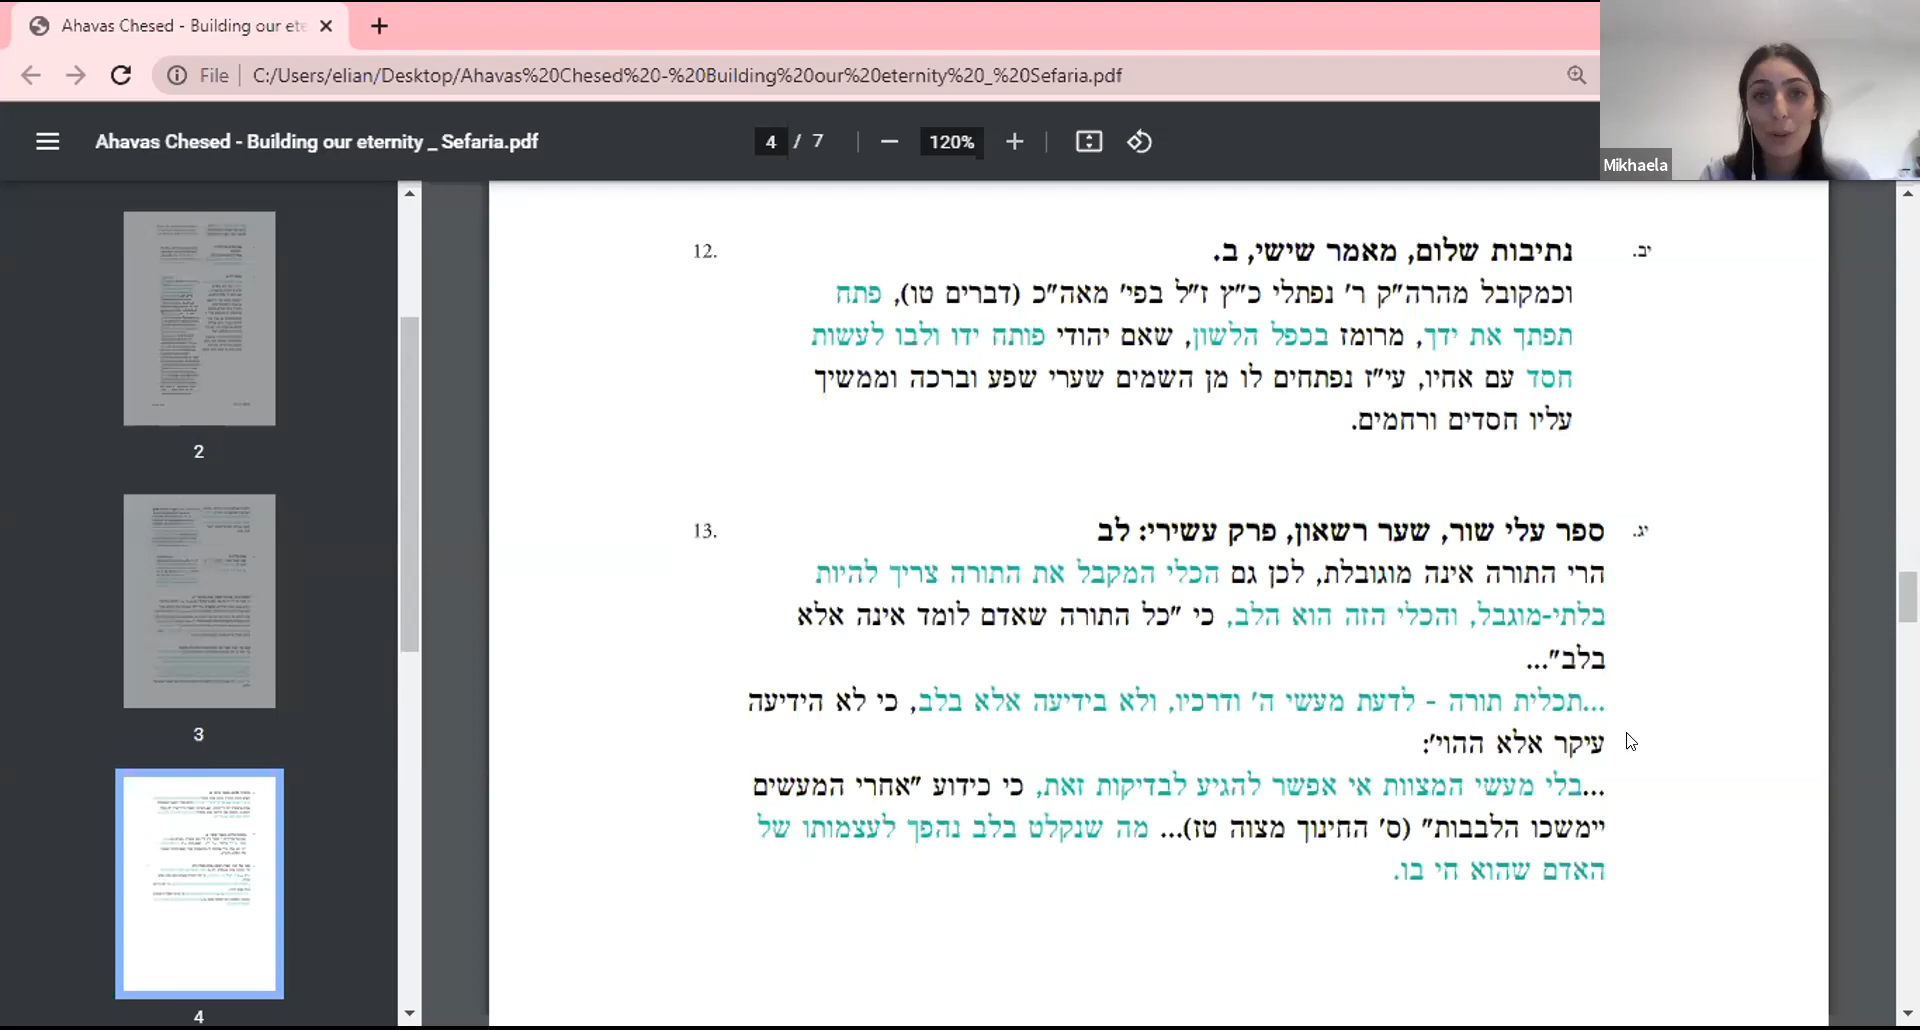 Ahavas Chesed - Building our ete
File
C:/Users/elian/Desktop/Ahavas%20Chesed%20-%20Building%20our%20eternity%20_%20Sefaria.pdf
Mikhaela
Ahavas Chesed - Building our eternity _ Sefaria.pdf
4 / 7
120%
2
3
4
יב.
12.
נתיבות שלום, מאמר שישי, ב.
וכמקובל מהרה"ק ר' נפתלי כ"ץ ז"ל בפי' מאה"כ (דברים טו), פתח
תפתך את ידך, מרומז בכפל הלשון, שאם יהודי פותח ידו ולבו לעשות
חסד עם אחיו, עי"ז נפתחים לו מן השמים שערי שפע וברכה וממשיך
עליו חסדים ורחמים.
יג.
13.
ספר עלי שור, שער רשאון, פרק עשירי: לב
הרי התורה אינה מוגובלת, לכן גם הכלי המקבל את התורה צריך להיות
בלתי-מוגבל, והכלי הזה הוא הלב, כי "כל התורה שאדם לומד אינה אלא
בלב"...
...תכלית תורה - לדעת מעשי ה' ודרכיו, ולא בידיעה אלא בלב, כי לא הידיעה
עיקר אלא ההוי':
...בלי מעשי המצוות אי אפשר להגיע לבדיקות זאת, כי כידוע "אחרי המעשים
יימשכו הלבבות" (ס' החינוך מצוה טז)... מה שנקלט בלב נהפך לעצמותו של
האדם שהוא חי בו.